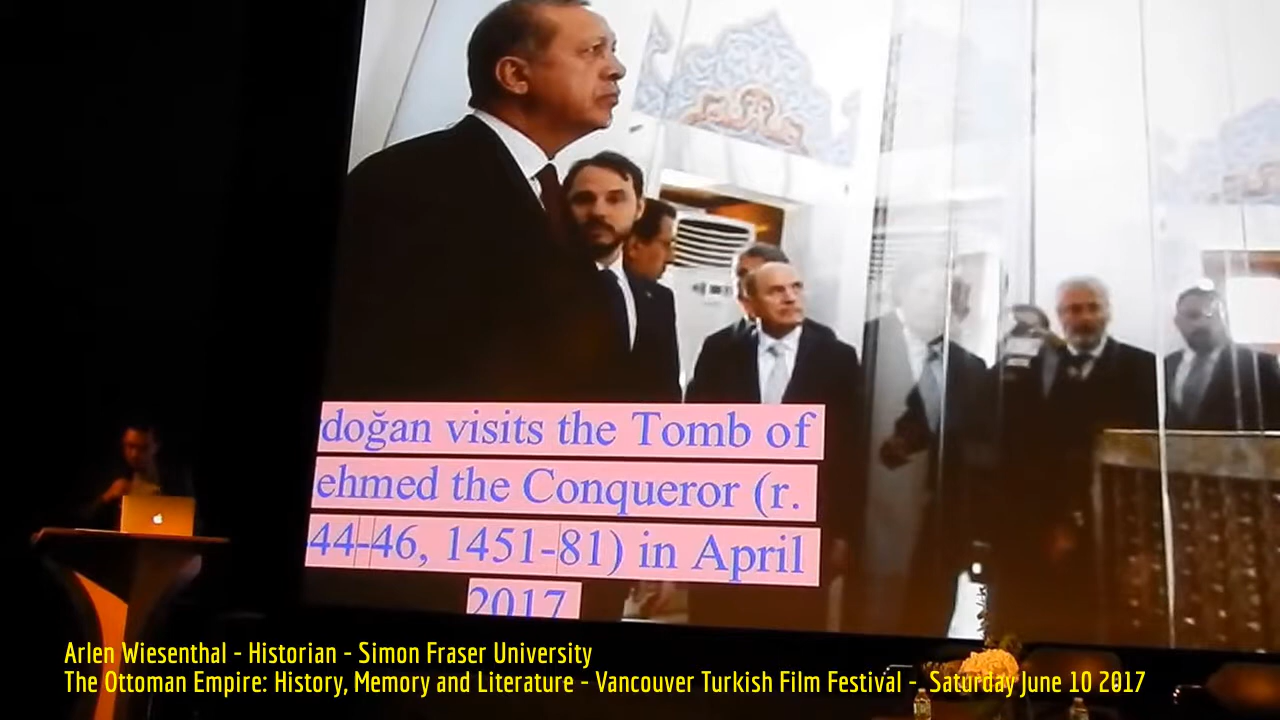 doğan visits the Tomb of
ehmed the Conqueror (r.
44-46, 1451-81) in April
2017
Arlen Wiesenthal - Historian - Simon Fraser University
The Ottoman Empire: History, Memory and Literature - Vancouver Turkish Film Festival - Saturday June 10 2017